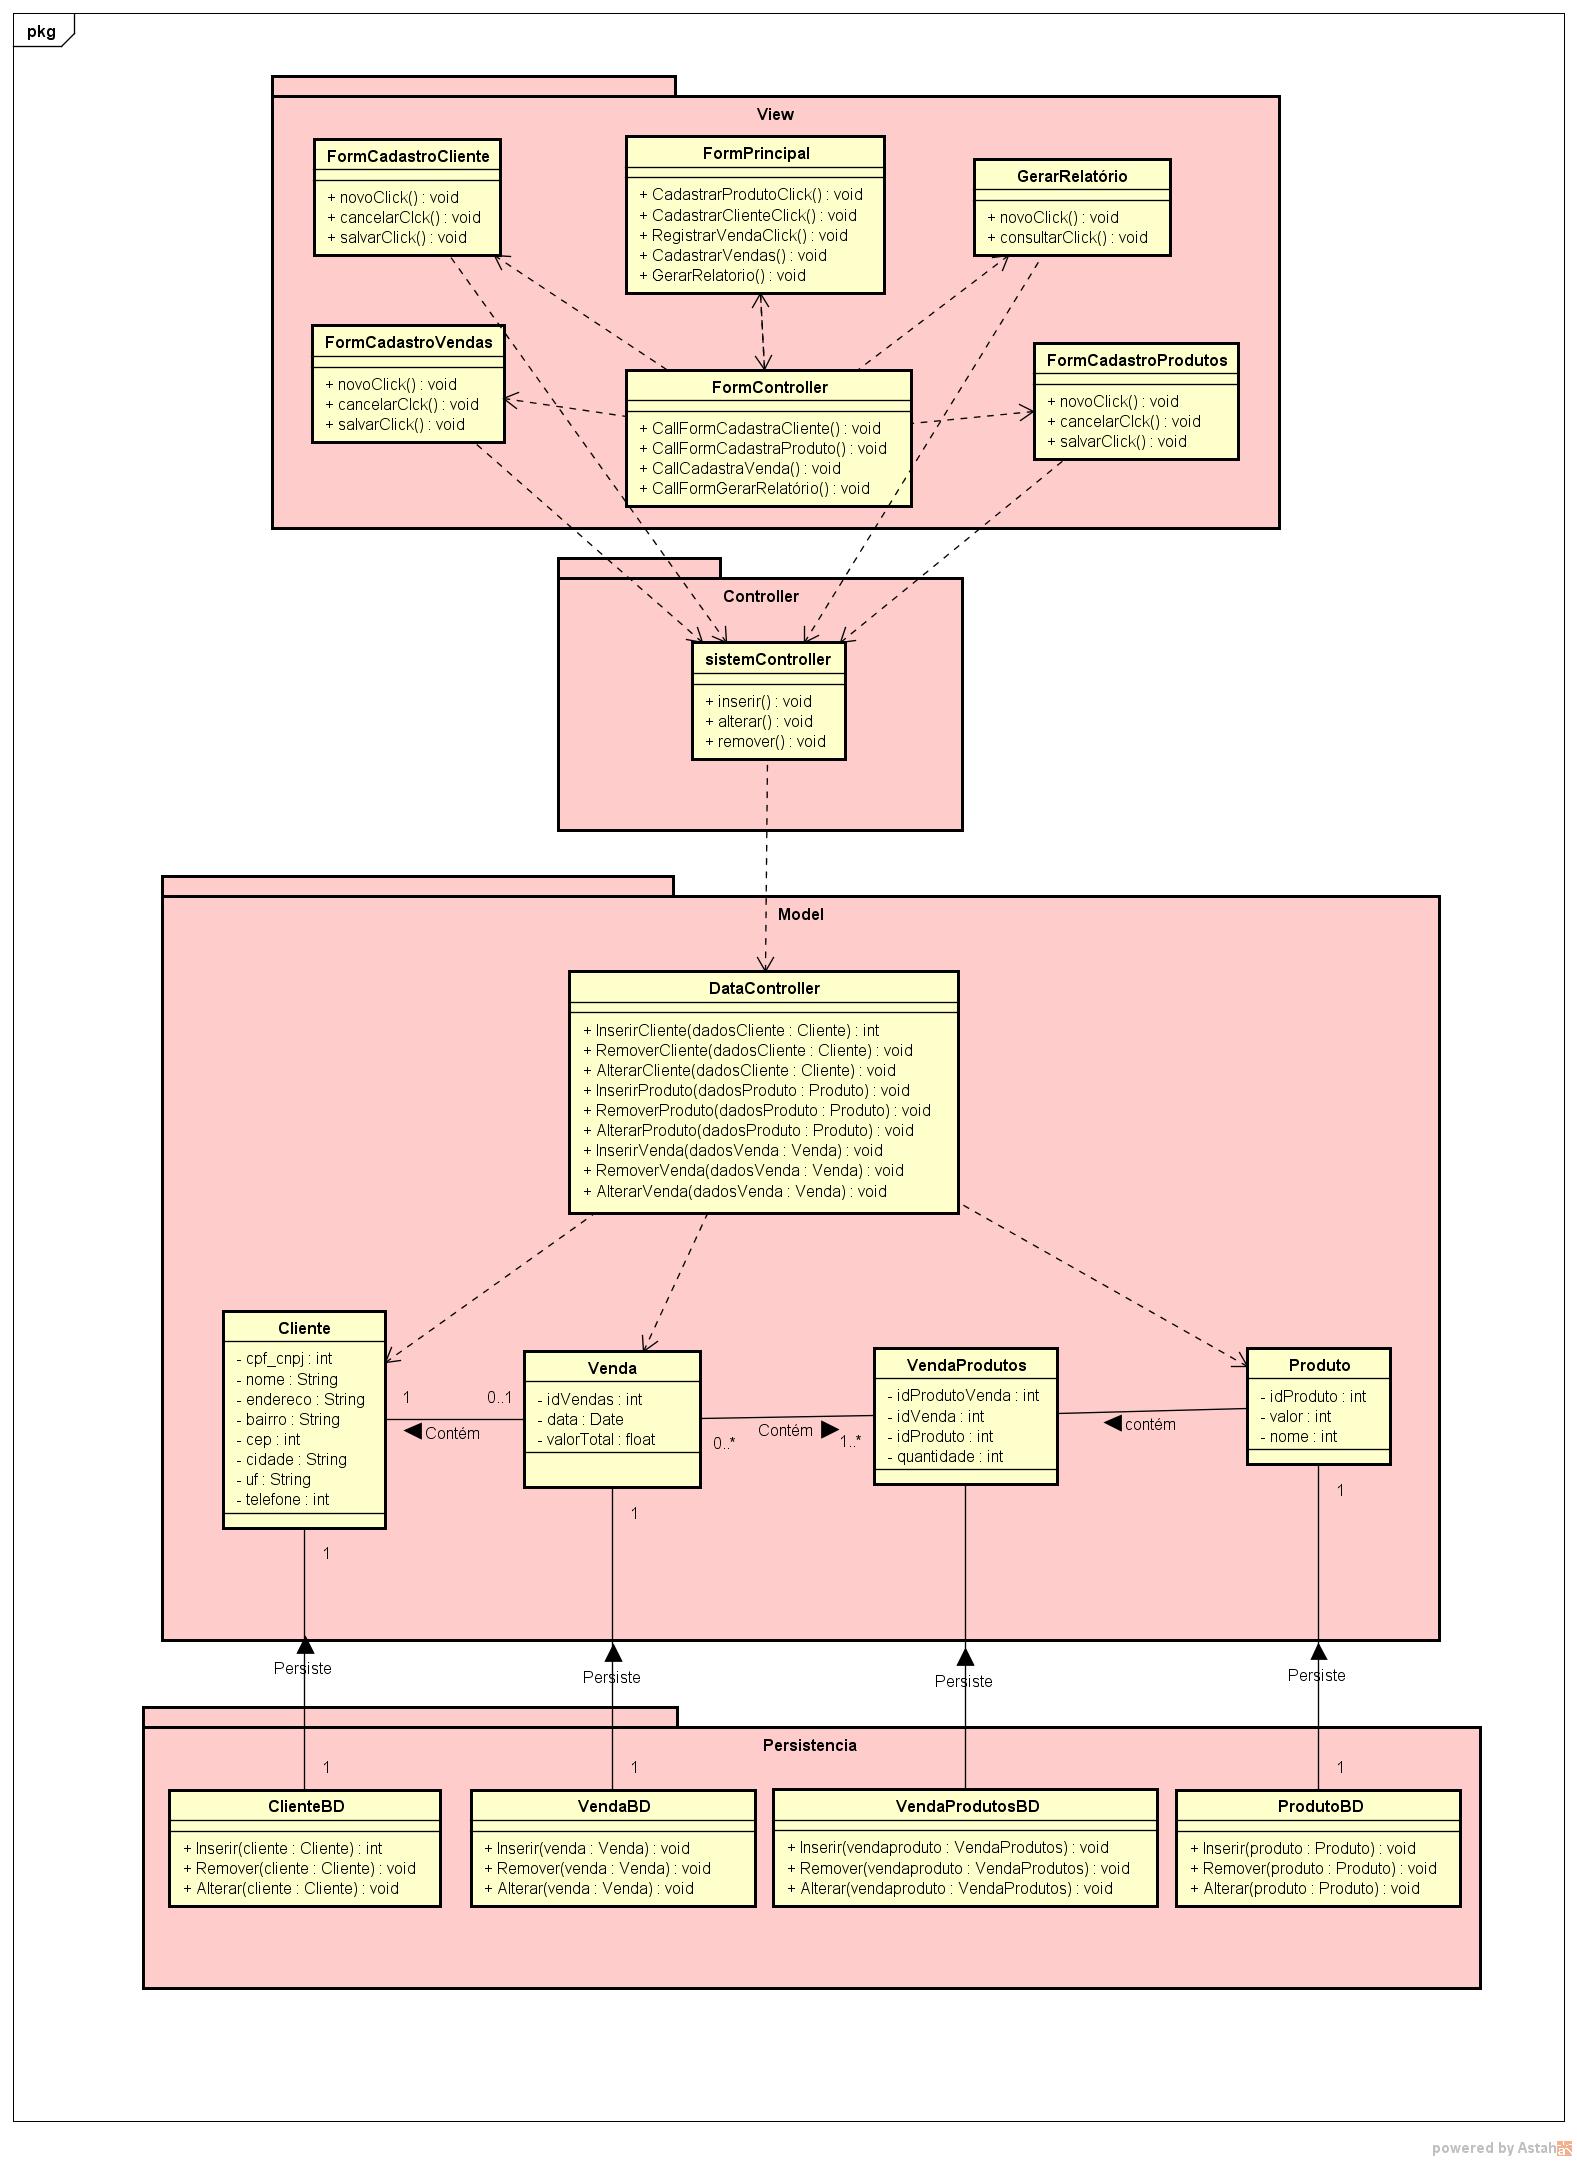 pkg
View
FormCadastroCliente
+ novoClick() : void
+ cancelarClck() : void
+ salvarClick() : void
FormPrincipal
+ CadastrarProdutoClick() : void
+ CadastrarClienteClick() : void
+ RegistrarVendaClick() : void
+ CadastrarVendas() : void
+ GerarRelatorio() : void
GerarRelatório
+ novoClick() : void
+ consultarClick() : void
FormCadastroVendas
+ novoClick() : void
+ cancelarClck() : void
+ salvarClick() : void
FormController
+ CallFormCadastraCliente() : void
+ CallFormCadastraProduto() : void
+ CallCadastraVenda() : void
+ CallFormGerarRelatório() : void
FormCadastroProdutos
+ novoClick() : void
+ cancelarClck() : void
+ salvarClick() : void
Controller
sistemController
+ inserir() : void
+ alterar() : void
+ remover() : void
Model
DataController
+ InserirCliente(dadosCliente : Cliente) : int
+ RemoverCliente(dadosCliente : Cliente) : void
+ AlterarCliente(dadosCliente : Cliente) : void
+ InserirProduto(dadosProduto : Produto) : void
+ RemoverProduto(dadosProduto : Produto) : void
+ AlterarProduto(dadosProduto : Produto) : void
+ InserirVenda(dadosVenda : Venda) : void
+ RemoverVenda(dadosVenda : Venda) : void
+ AlterarVenda(dadosVenda : Venda) : void
Cliente
- cpf_cnpj : int
- nome : String
- endereco : String
- bairro : String
- cep : int
- cidade : String
- uf : String
- telefone : int
1
0..1
Contém
Venda
- idVendas : int
- data : Date
- valorTotal : float
0..*
Contém
1..*
VendaProdutos
- idProdutoVenda : int
- idVenda : int
- idProduto : int
- quantidade : int
contém
Produto
- idProduto : int
- valor : int
- nome : int
1
1
1
Persiste
Persiste
Persiste
Persiste
Persistencia
1
1
1
ClienteBD
+ Inserir(cliente : Cliente) : int
+ Remover(cliente : Cliente) : void
+ Alterar(cliente : Cliente) : void
VendaBD
+ Inserir(venda : Venda) : void
+ Remover(venda : Venda) : void
+ Alterar(venda : Venda) : void
VendaProdutosBD
+ Inserir(vendaproduto : VendaProdutos) : void
+ Remover(vendaproduto : VendaProdutos) : void
+ Alterar(vendaproduto : VendaProdutos) : void
ProdutoBD
+ Inserir(produto : Produto) : void
+ Remover(produto : Produto) : void
+ Alterar(produto : Produto) : void
powered by Astah